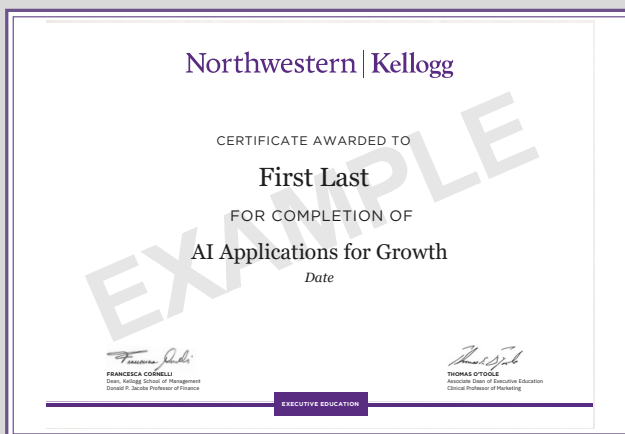 Northwestern | Kellogg
CERTIFICATE AWARDED TO
First Last
FOR COMPLETION OF
AI Applications for Growth
Date
EXAMPLE
FRANCESCA CORNELLI
Dean, Kellogg School of Management
Donald P. Jacobs Professor of Finance
THOMAS O'TOOLE
Associate Dean of Executive Education
Clinical Professor of Marketing
EXECUTIVE EDUCATION